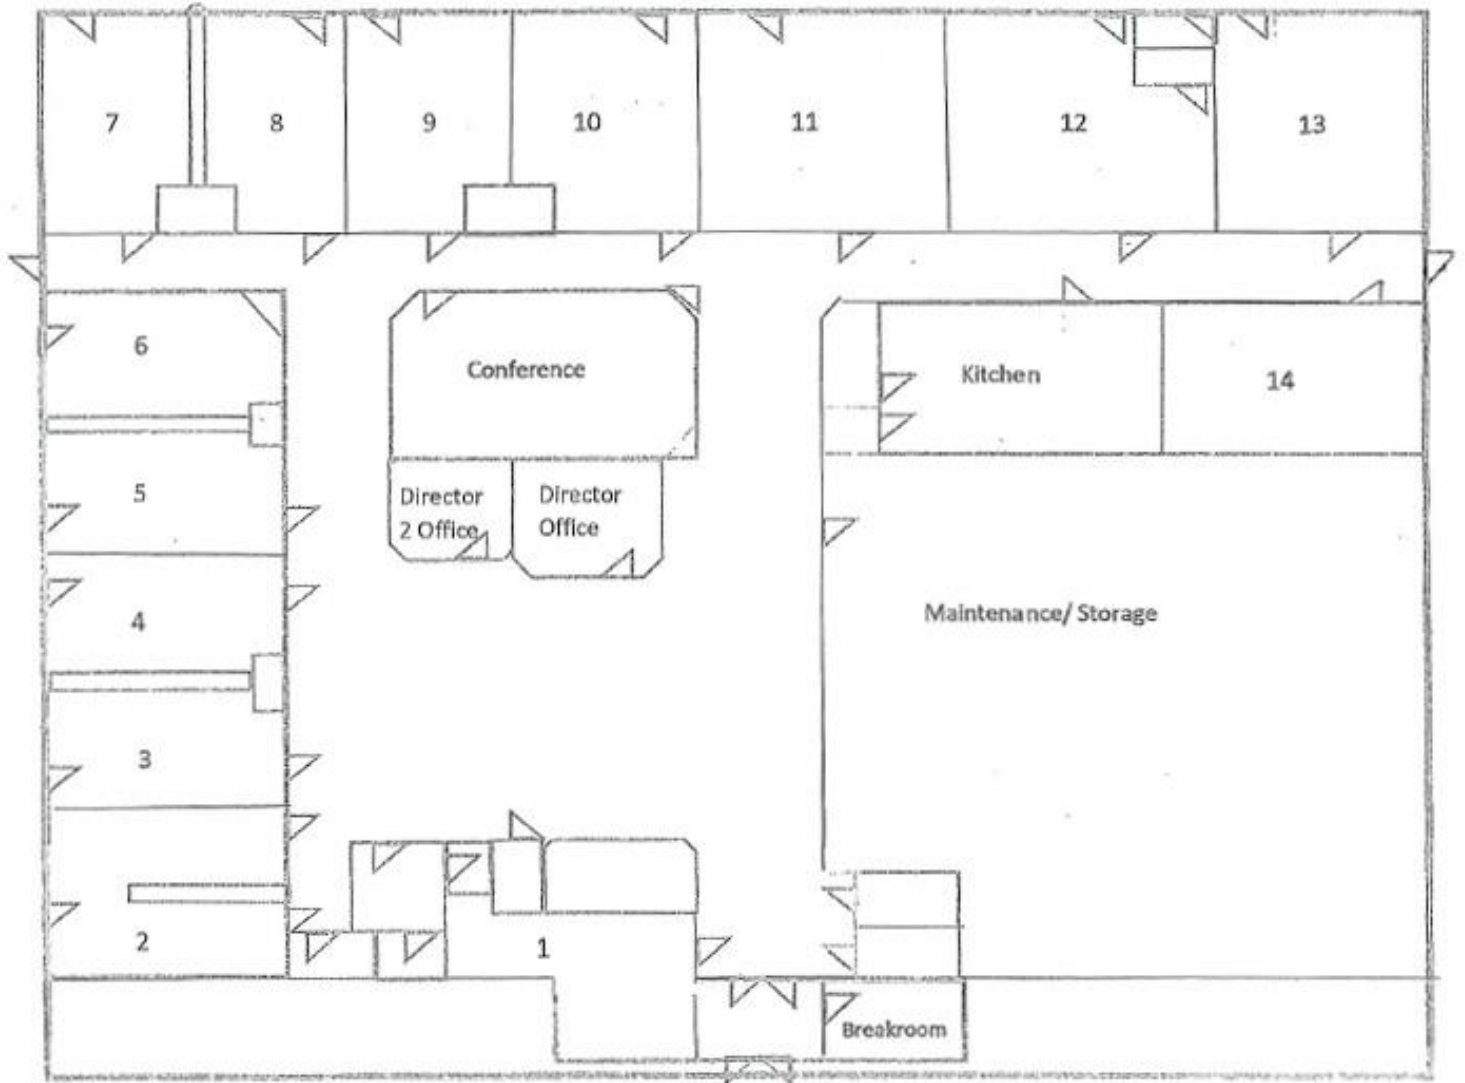 7
8
9
10
11
12
13
6
Conference
Kitchen
14
5
Director
2 Office
Director
Office
4
Maintenance/ Storage
3
2
1
Breakroom